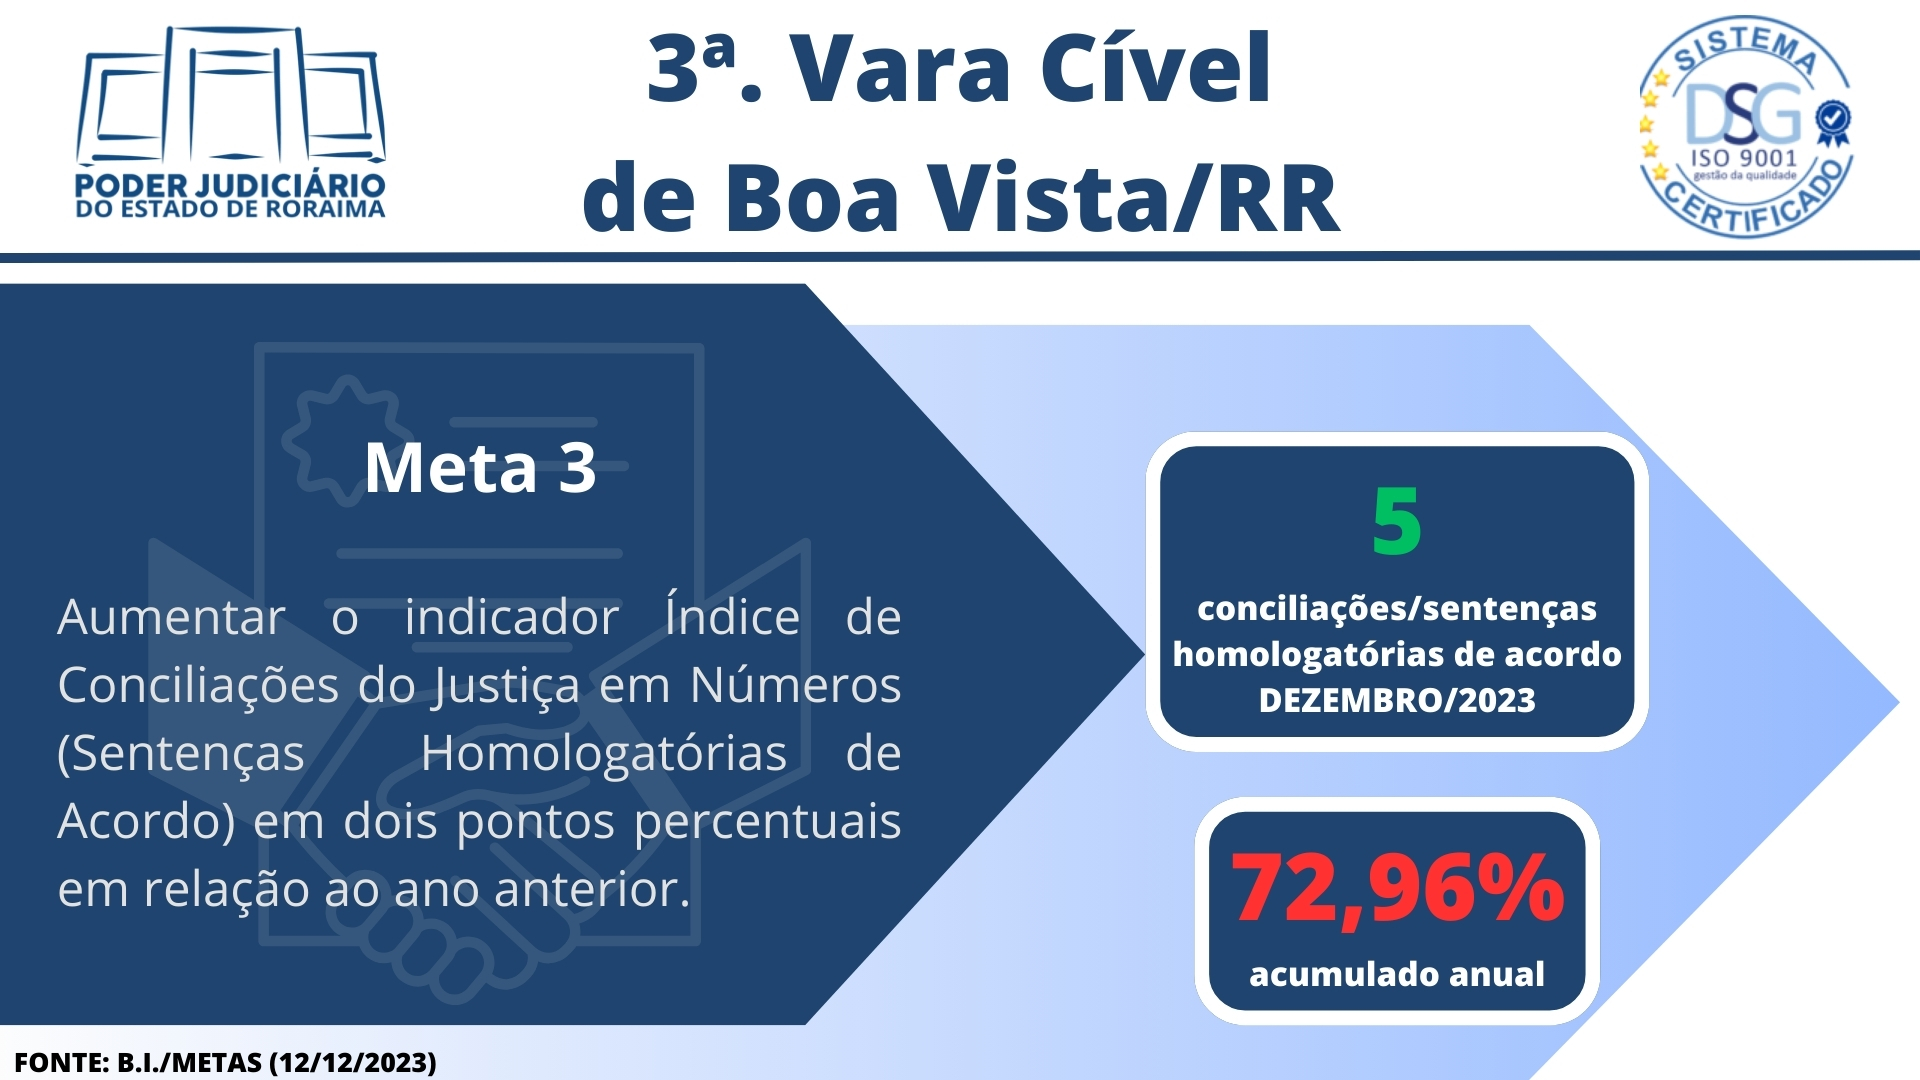 PODER JUDICIÁRIO
DO ESTADO DE RORAIMA
3ª. Vara Cível
de Boa Vista/RR
SISTEMA
DSG
ISO 9001
gestão da qualidade
CERTIFICADO
Meta 3
Aumentar o indicador Índice de
Conciliações do Justiça em Números
(Sentenças Homologatórias de
Acordo) em dois pontos percentuais
em relação ao ano anterior.
5
conciliações/sentenças
homologatórias de acordo
DEZEMBRO/2023
72,96%
acumulado anual
FONTE: B.I./METAS (12/12/2023)